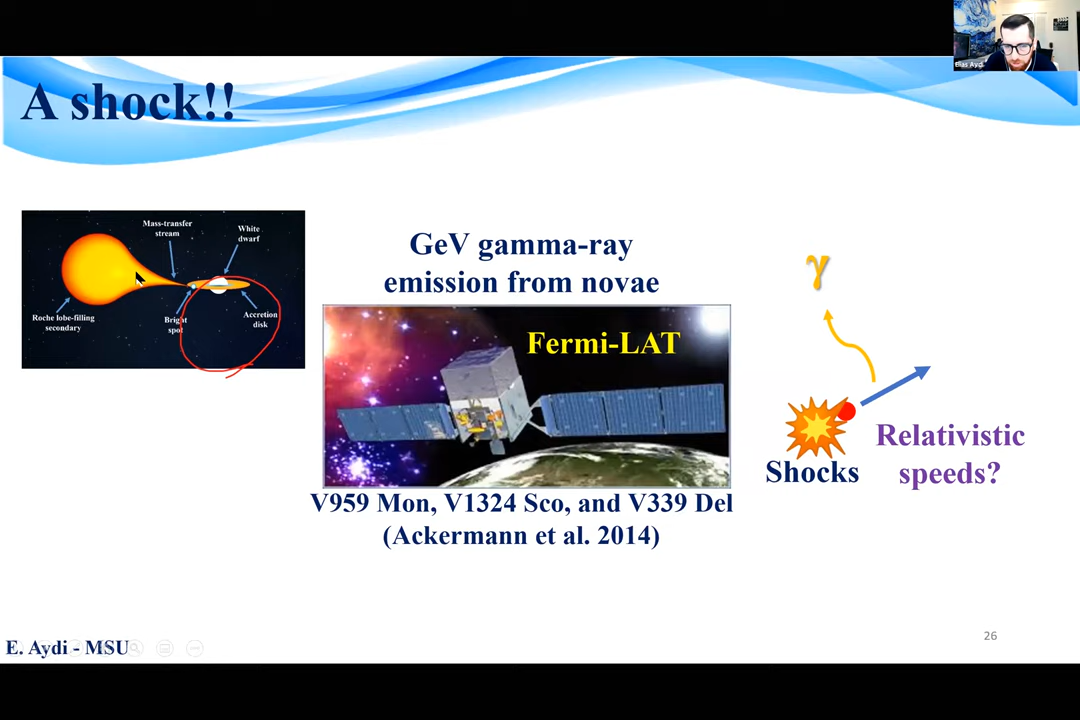 Elias Aydi
A shock!!
Mass-transfer
stream
White
dwarf
Roche lobe-filling
secondary
Bright
spot
Accretion
disk
GeV gamma-ray
emission from novae
Fermi-LAT
V959 Mon, V1324 Sco, and V339 Del
(Ackermann et al. 2014)
γ
Shocks
Relativistic
speeds?
26
E. Aydi - MSU